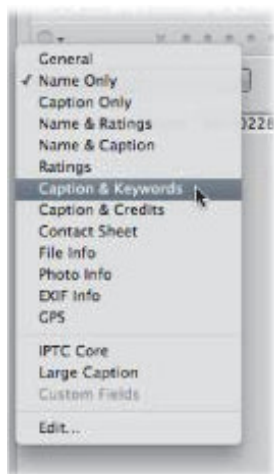 General
✓ Name Only
Caption Only
Name & Ratings
0228
Name & Caption
Ratings
Caption & Keywords
Caption & Credits
Contact Sheet
File Info
Photo Info
EXIF Info
GPS
IPTC Core
Large Caption
Custom Fields
Edit...